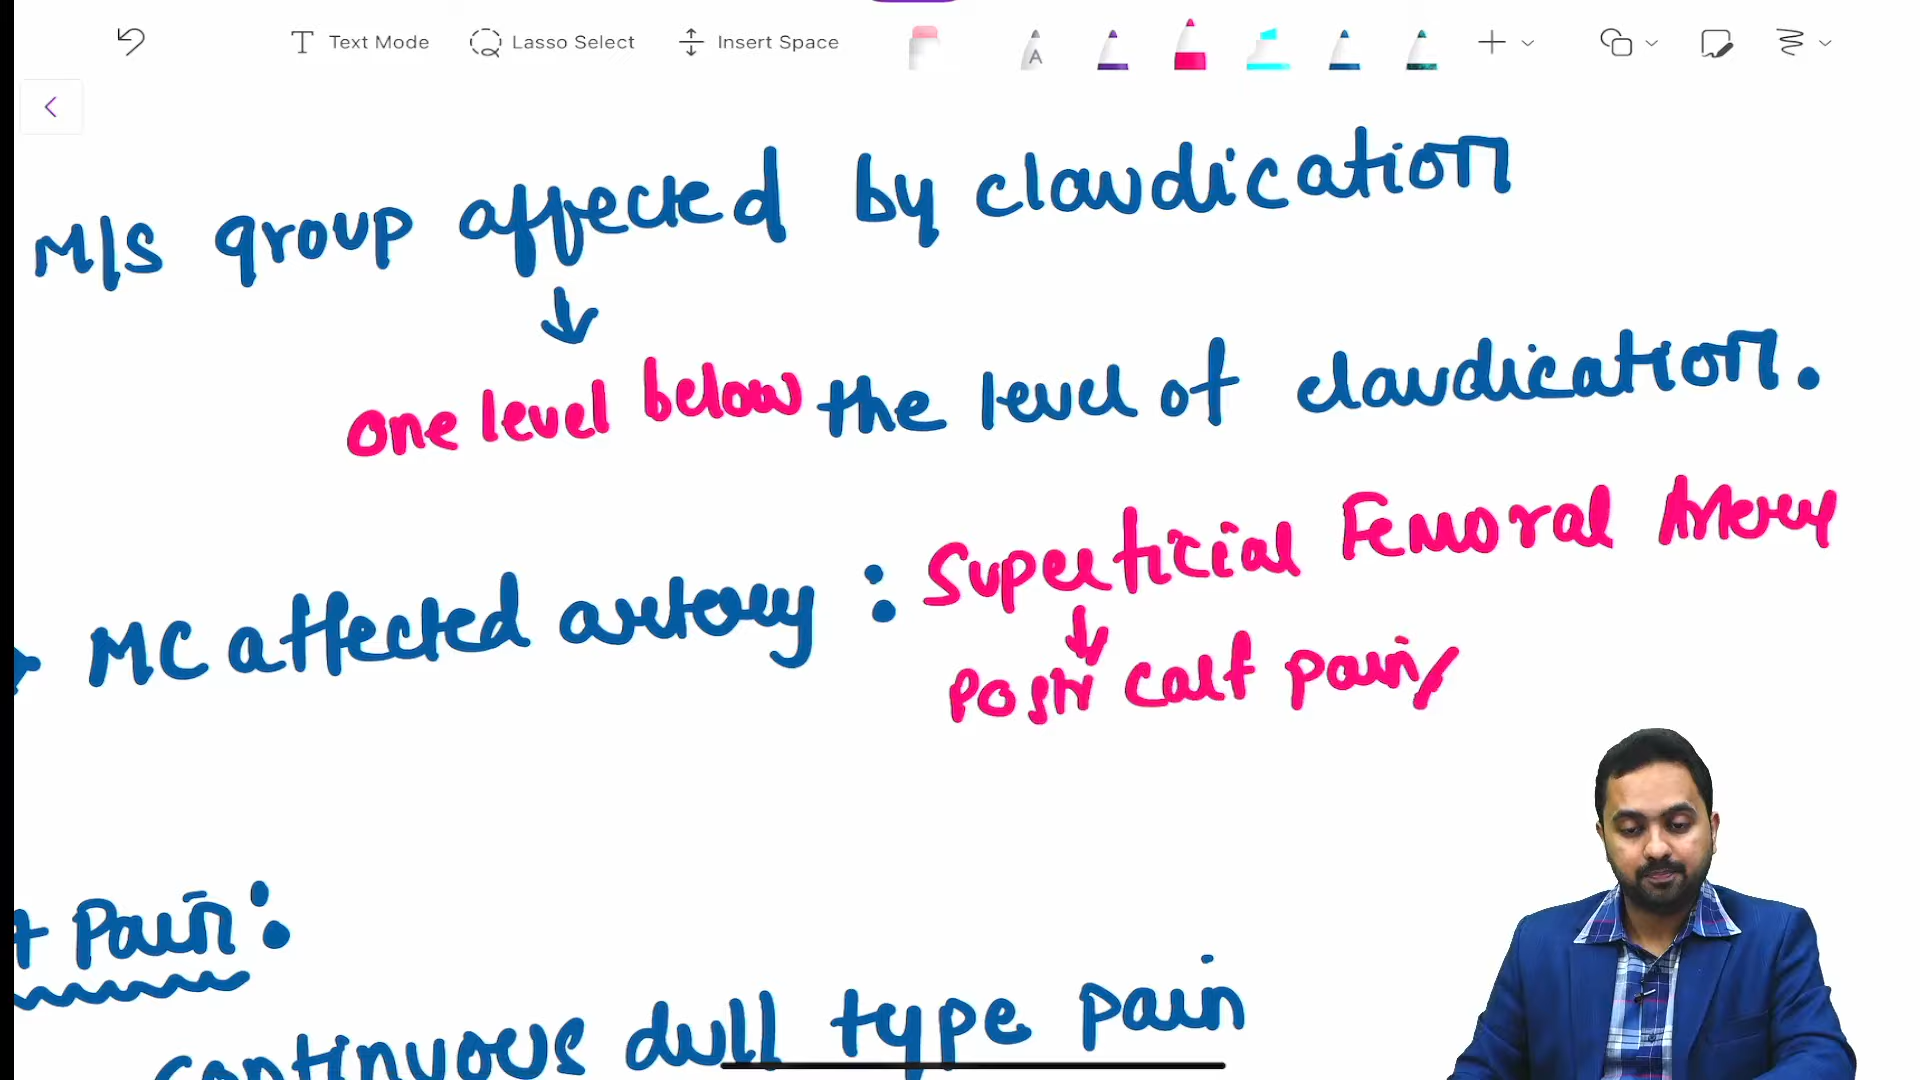 Text Mode Lasso Select Insert Space
A
M/S group affected by claudication
↓
one level below the level of claudication.
MC affected artery : Superficial Femoral Artery
↓
Postr calf pain
Pain:
continuous dull type pain